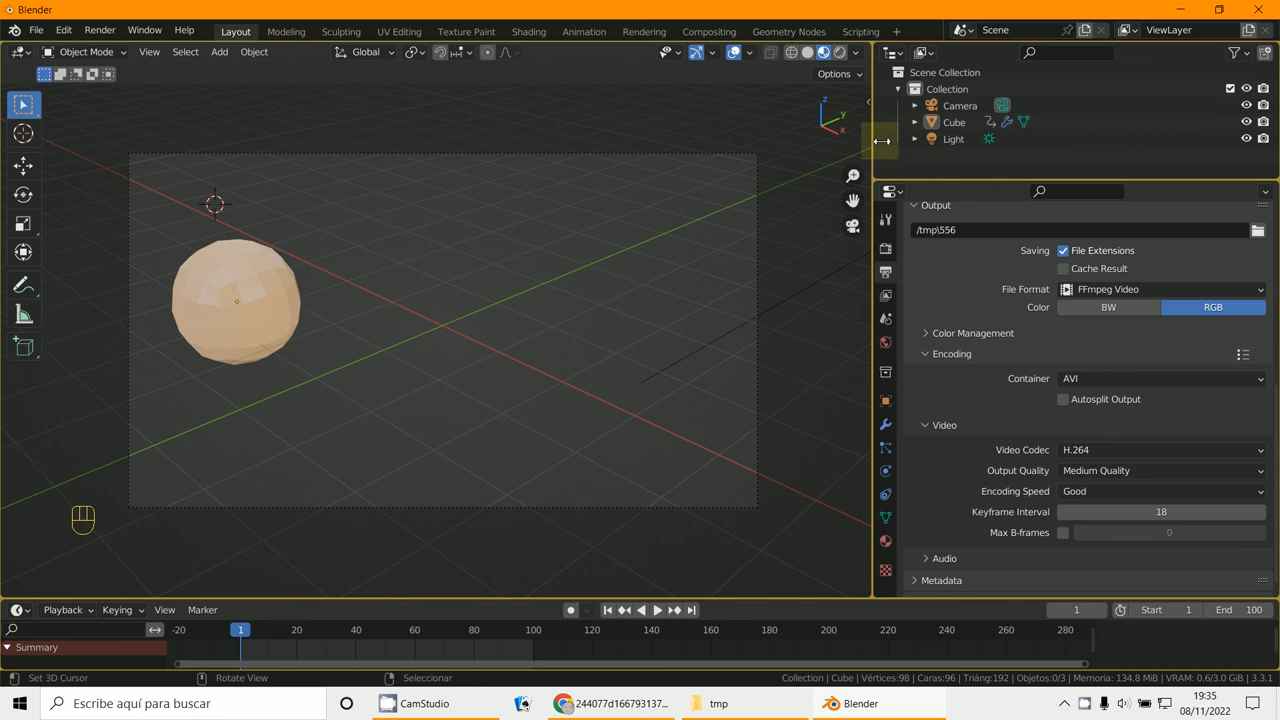 Blender
File Edit Render Window Help Layout Modeling Sculpting UV Editing Texture Paint Shading Animation Rendering Compositing Geometry Nodes Scripting + Scene ViewLayer
Object Mode View Select Add Object Global
Options
Z
Y
X
Scene Collection
Collection
Camera
Cube
Light
Output
/tmp\556
Saving File Extensions
Cache Result
File Format FFmpeg Video
Color BW RGB
Color Management
Encoding
Container AVI
Autosplit Output
Video
Video Codec H.264
Output Quality Medium Quality
Encoding Speed Good
Keyframe Interval 18
Max B-frames 0
Audio
Metadata
Playback Keying View Marker 1 Start 1 End 100
-20 1 20 40 60 80 100 120 140 160 180 200 220 240 260 280
Summary
Set 3D Cursor Rotate View Seleccionar Collection | Cube | Vértices:98 | Caras:96 | Triáng:192 | Objetos:0/3 | Memoria: 134.8 MiB | VRAM: 0.6/3.0 GiB | 3.3.1
Escribe aquí para buscar CamStudio 244077d166793137... tmp Blender 19:35
08/11/2022